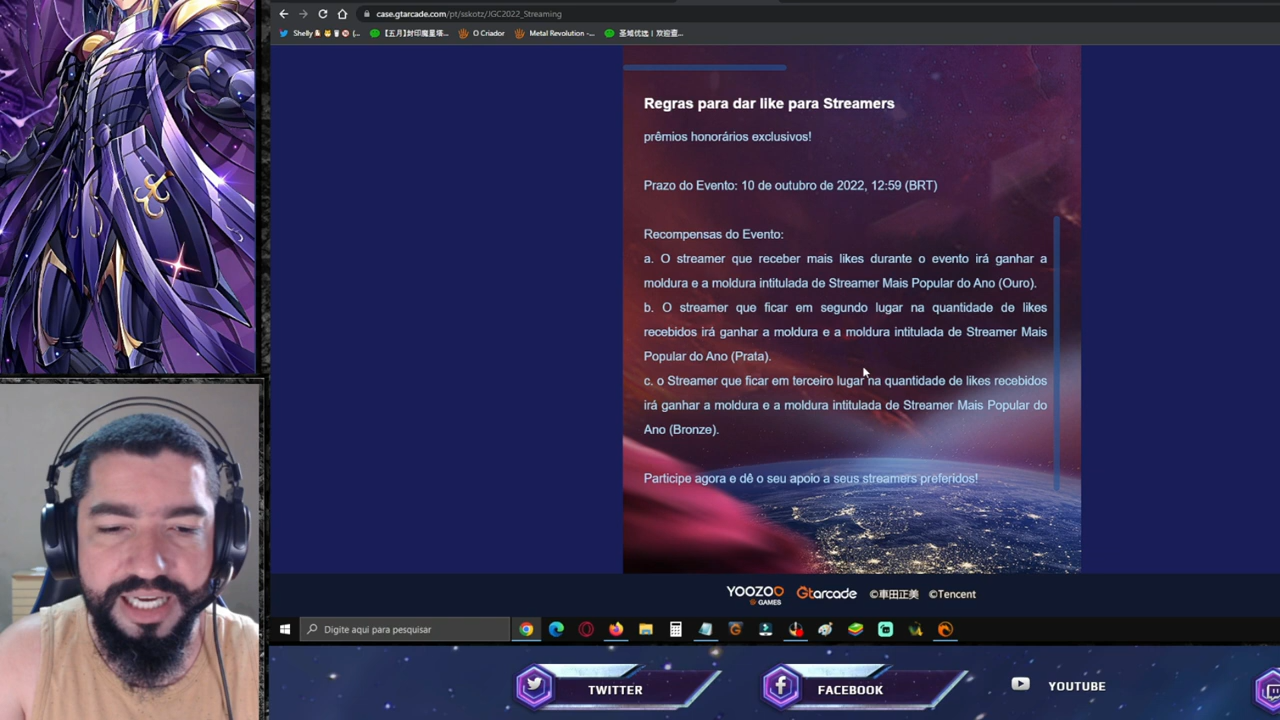 case.gtarcade.com/pt/sskotz/JGC2022_Streaming
Shelly
O Criador
Metal Revolution -...
Regras para dar like para Streamers
prêmios honorários exclusivos!
Prazo do Evento: 10 de outubro de 2022, 12:59 (BRT)
Recompensas do Evento:
a. O streamer que receber mais likes durante o evento irá ganhar a
moldura e a moldura intitulada de Streamer Mais Popular do Ano (Ouro).
b. O streamer que ficar em segundo lugar na quantidade de likes
recebidos irá ganhar a moldura e a moldura intitulada de Streamer Mais
Popular do Ano (Prata).
c. o Streamer que ficar em terceiro lugar na quantidade de likes recebidos
irá ganhar a moldura e a moldura intitulada de Streamer Mais Popular do
Ano (Bronze).
Participe agora e dê o seu apoio a seus streamers preferidos!
YOOZOO GAMES Gtarcade ©車田正美 ©Tencent
Digite aqui para pesquisar
TWITTER FACEBOOK YOUTUBE